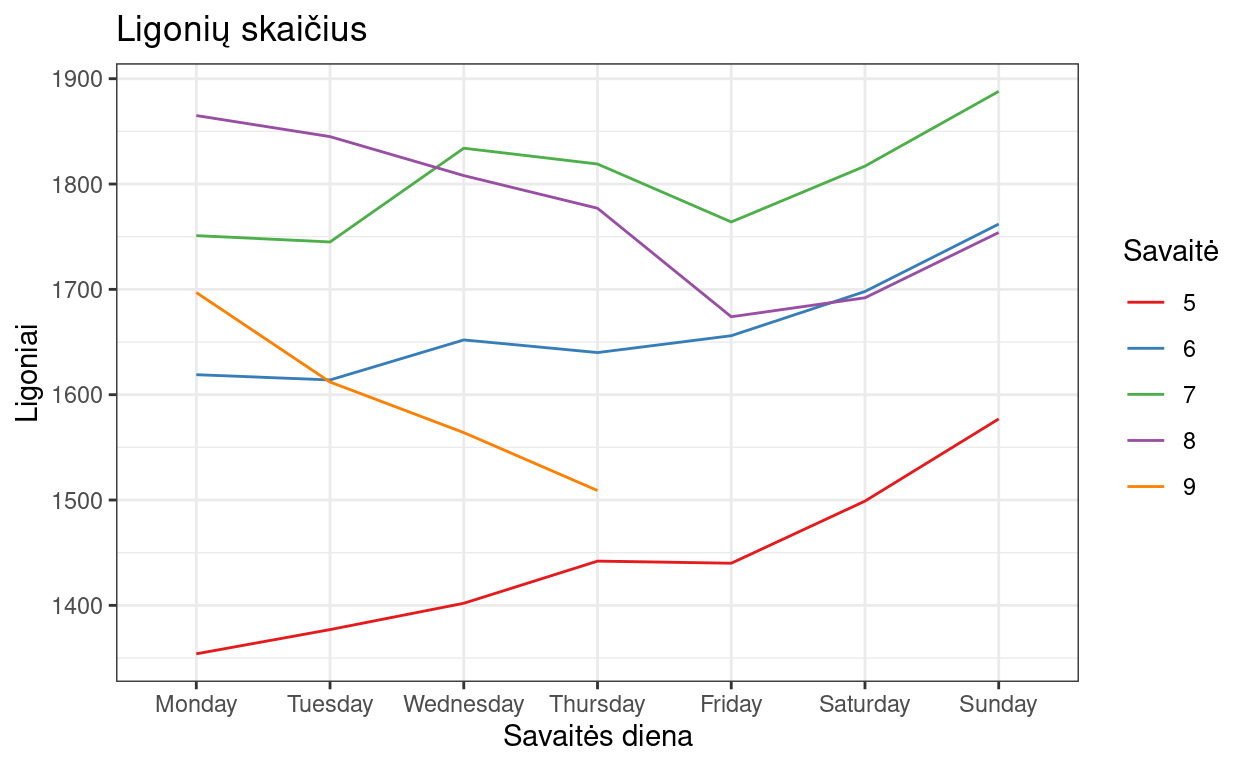 Ligonių skaičius
1900
1800
1700
1600
1500
1400
Ligoniai
Monday Tuesday Wednesday Thursday Friday Saturday Sunday
Savaitės diena
Savaitė
5
6
7
8
9